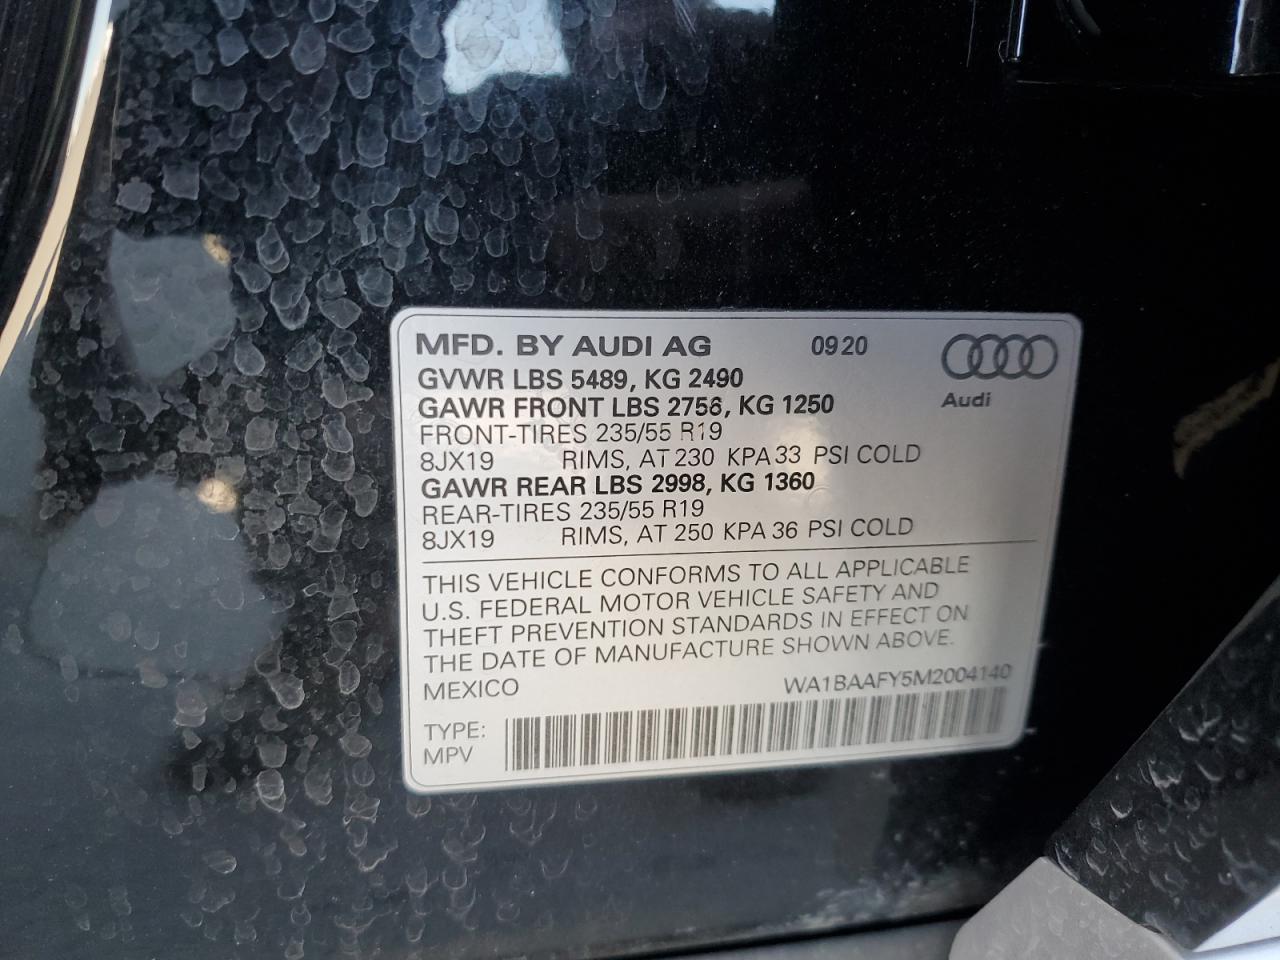 MFD. BY AUDI AG 09 20
GVWR LBS 5489, KG 2490
GAWR FRONT LBS 2756, KG 1250
Audi
FRONT-TIRES 235/55 R19
8JX19 RIMS, AT 230 KPA 33 PSI COLD
GAWR REAR LBS 2998, KG 1360
REAR-TIRES 235/55 R19
8JX19 RIMS, AT 250 KPA 36 PSI COLD
THIS VEHICLE CONFORMS TO ALL APPLICABLE
U.S. FEDERAL MOTOR VEHICLE SAFETY AND
THEFT PREVENTION STANDARDS IN EFFECT ON
THE DATE OF MANUFACTURE SHOWN ABOVE.
MEXICO WA1BAAFY5M2004140
TYPE:
MPV